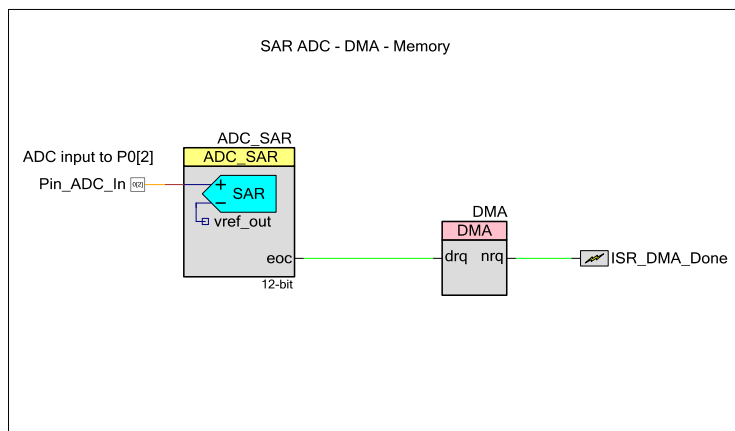 SAR ADC - DMA - Memory
ADC_SAR
ADC input to P0[2]
ADC_SAR
Pin_ADC_In
0[2]
+
SAR
−
vref_out
eoc
12-bit
DMA
DMA
drq nrq
ISR_DMA_Done